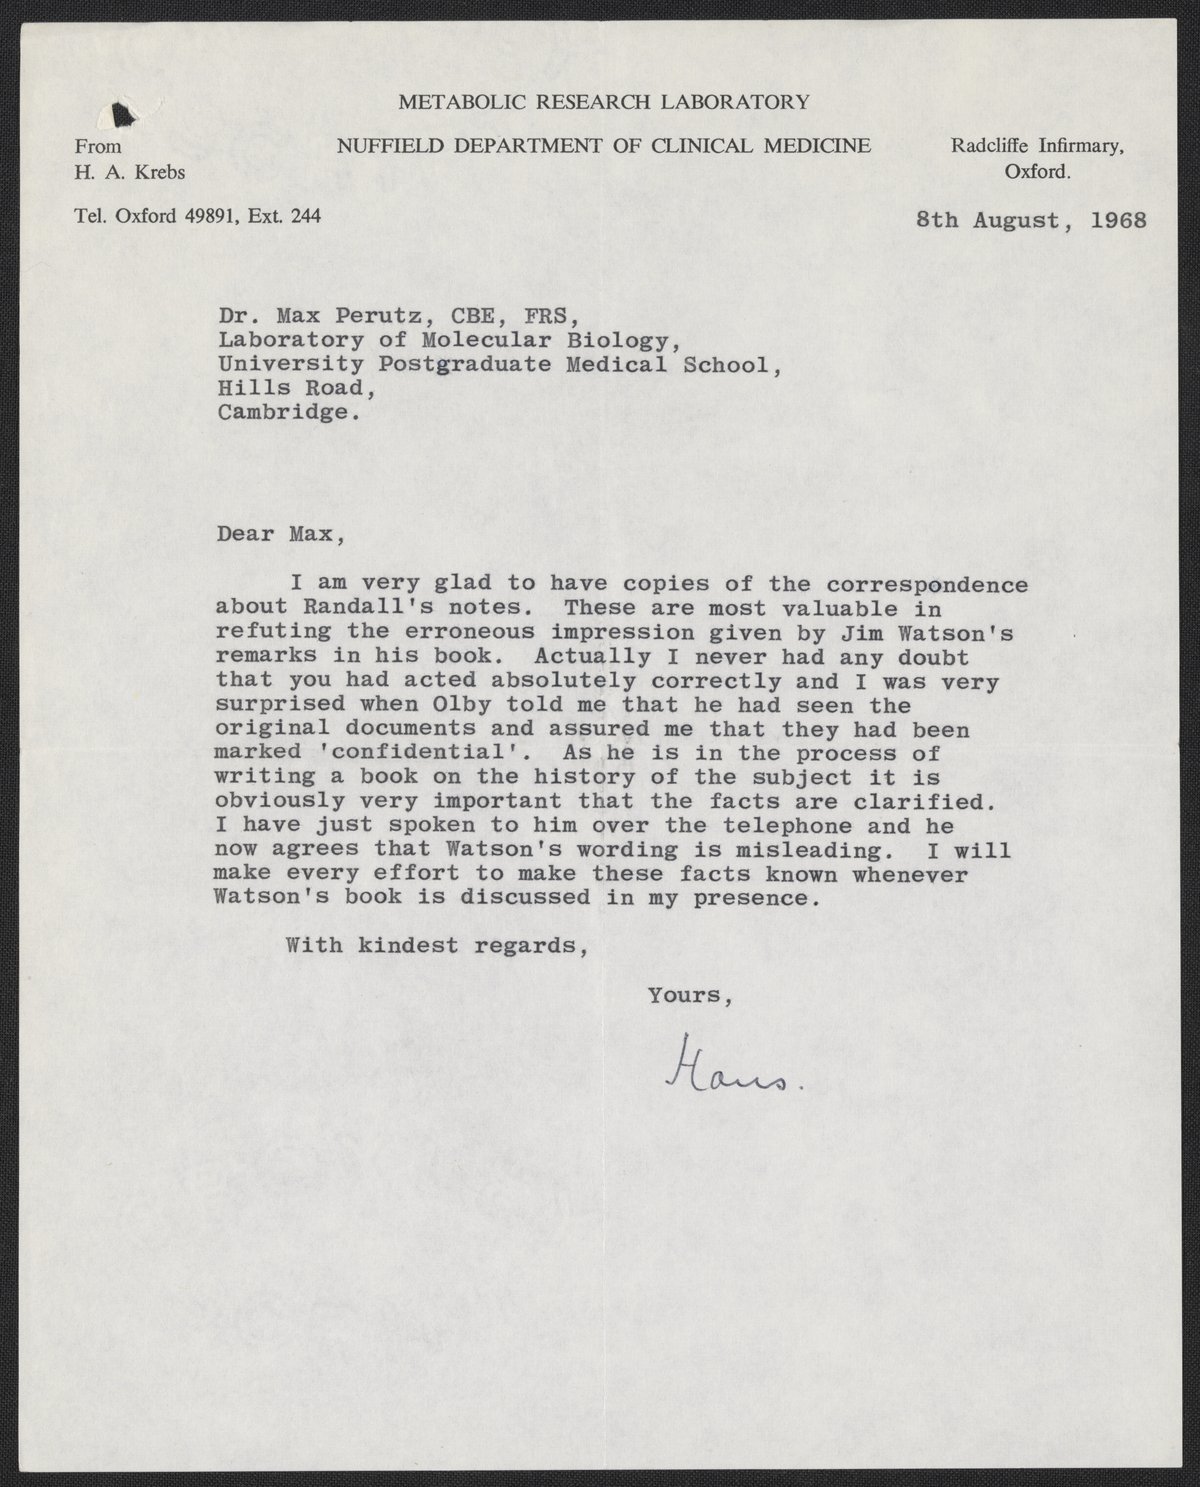 METABOLIC RESEARCH LABORATORY
From
NUFFIELD DEPARTMENT OF CLINICAL MEDICINE
Radcliffe Infirmary,
H. A. Krebs
Oxford.
Tel. Oxford 49891, Ext. 244
8th August, 1968
Dr. Max Perutz, CBE, FRS,
Laboratory of Molecular Biology,
University Postgraduate Medical School,
Hills Road,
Cambridge.
Dear Max,
I am very glad to have copies of the correspondence
about Randall's notes. These are most valuable in
refuting the erroneous impression given by Jim Watson's
remarks in his book. Actually I never had any doubt
that you had acted absolutely correctly and I was very
surprised when Olby told me that he had seen the
original documents and assured me that they had been
marked 'confidential'. As he is in the process of
writing a book on the history of the subject it is
obviously very important that the facts are clarified.
I have just spoken to him over the telephone and he
now agrees that Watson's wording is misleading. I will
make every effort to make these facts known whenever
Watson's book is discussed in my presence.
With kindest regards,
Yours,
Hans.